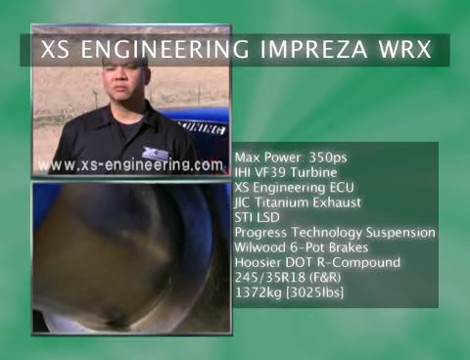 XS ENGINEERING IMPREZA WRX
TUNING
www.xs-engineering.com
Max Power: 350ps
IHI VF39 Turbine
XS Engineering ECU
JIC Titanium Exhaust
STI LSD
Progress Technology Suspension
Wilwood 6-Pot Brakes
Hoosier DOT R-Compound
245/35R18 (F&R)
1372kg [3025lbs]